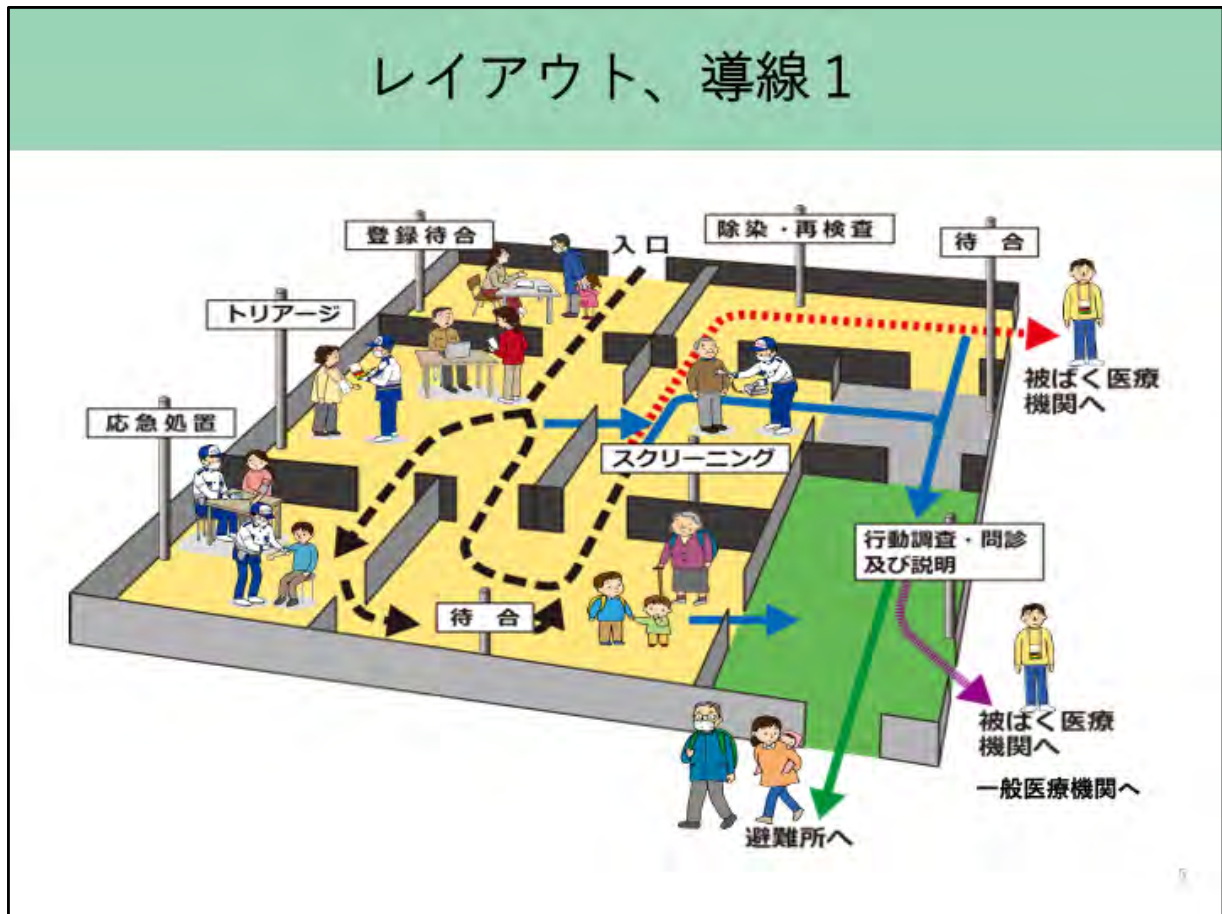 レイアウト、導線１
登録待合
入口
除染・再検査
待合
トリアージ
応急処置
被ばく医療
機関へ
スクリーニング
行動調査・問診
及び説明
待合
被ばく医療
機関へ
一般医療機関へ
避難所へ
5